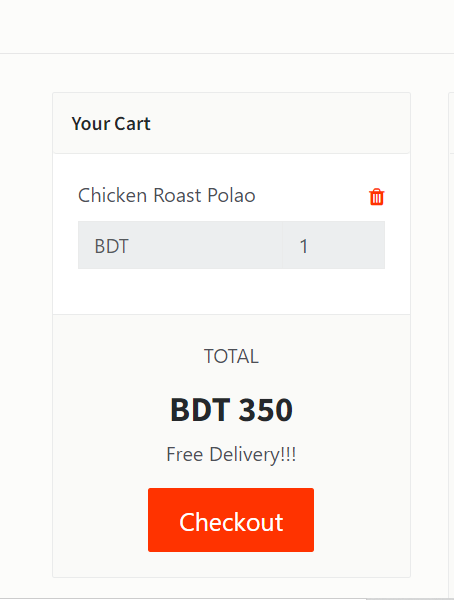 Your Cart
Chicken Roast Polao
BDT 1
TOTAL
BDT 350
Free Delivery!!!
Checkout